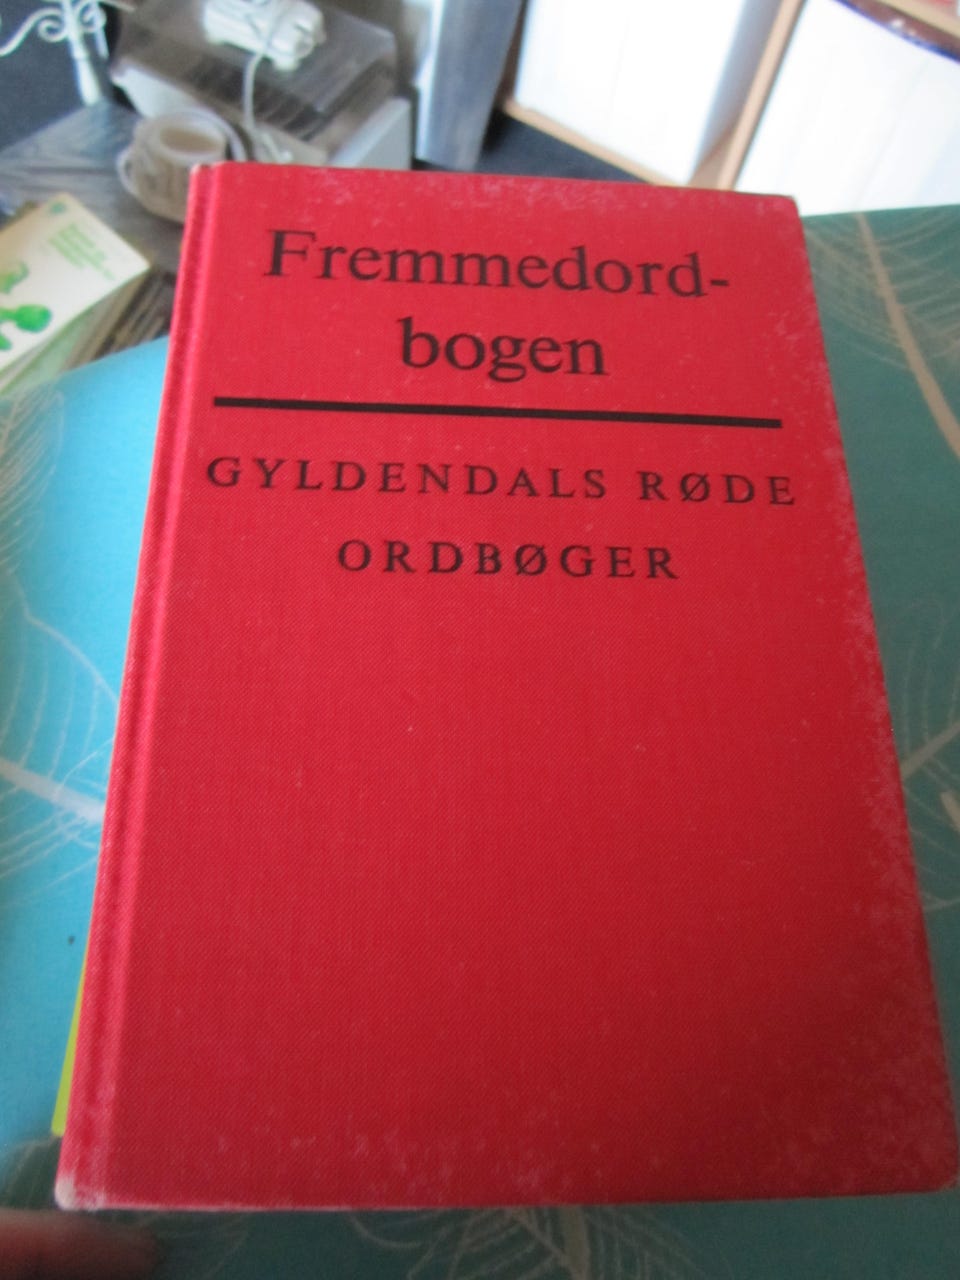 Fremmedord-
bogen
GYLDENDALS RØDE
ORDBØGER